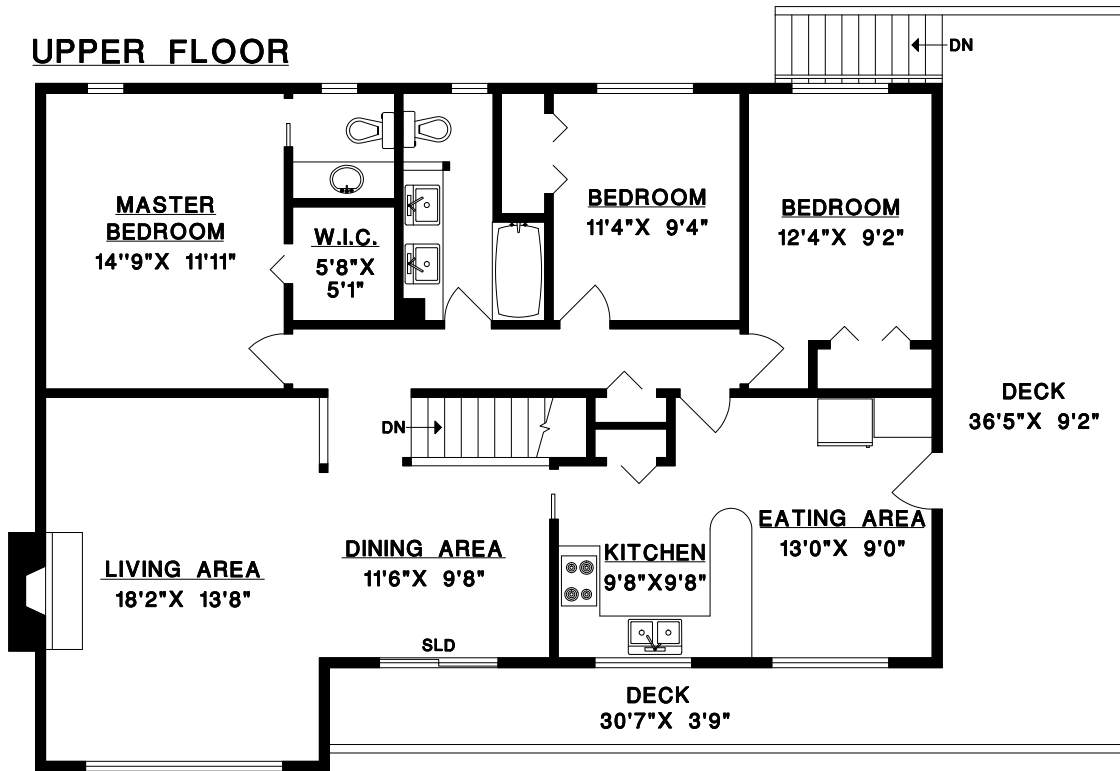 UPPER FLOOR
DN
MASTER
BEDROOM
14"9"X 11'11"
W.I.C.
5'8"X
5'1"
BEDROOM
11'4"X 9'4"
BEDROOM
12'4"X 9'2"
DECK
36'5"X 9'2"
DN
LIVING AREA
18'2"X 13'8"
DINING AREA
11'6"X 9'8"
KITCHEN
9'8"X9'8"
EATING AREA
13'0"X 9'0"
SLD
DECK
30'7"X 3'9"